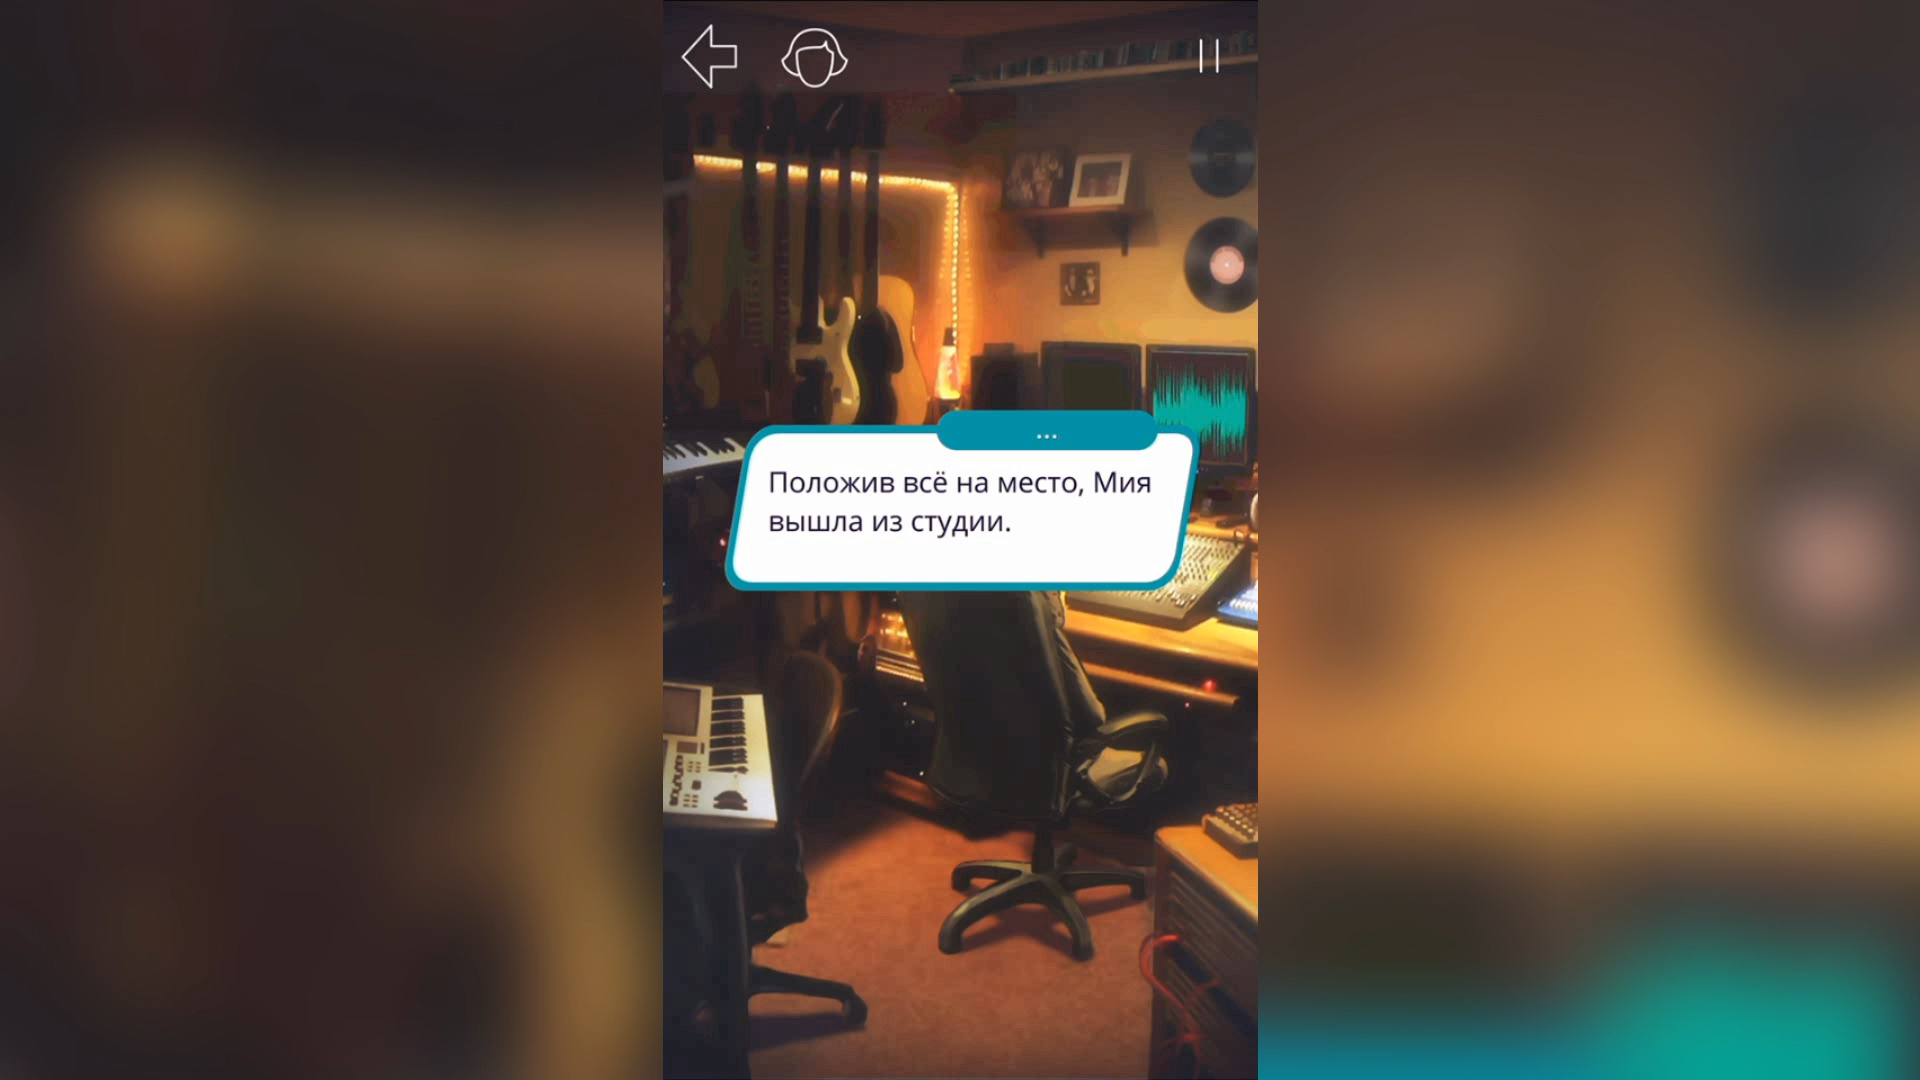 ...
Положив всё на место, Мия
вышла из студии.